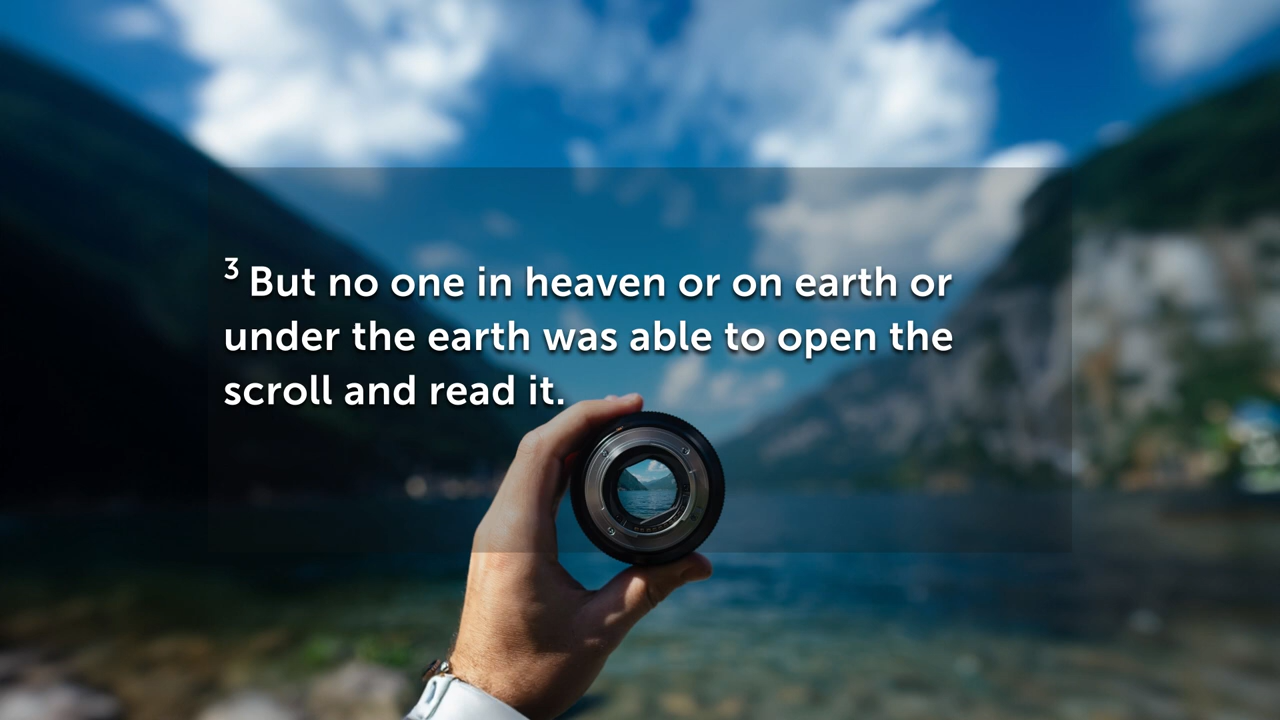 3 But no one in heaven or on earth or
under the earth was able to open the
scroll and read it.